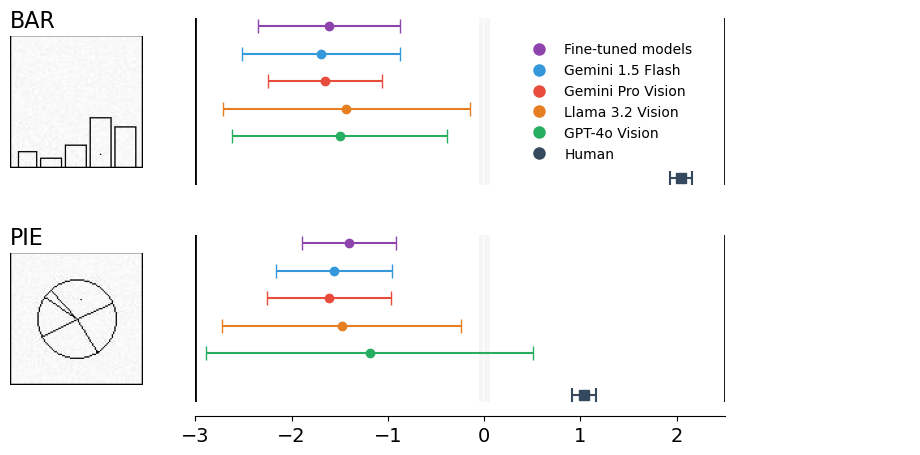 BAR
Fine-tuned models
Gemini 1.5 Flash
Gemini Pro Vision
Llama 3.2 Vision
GPT-4o Vision
Human
PIE
−3 −2 −1 0 1 2